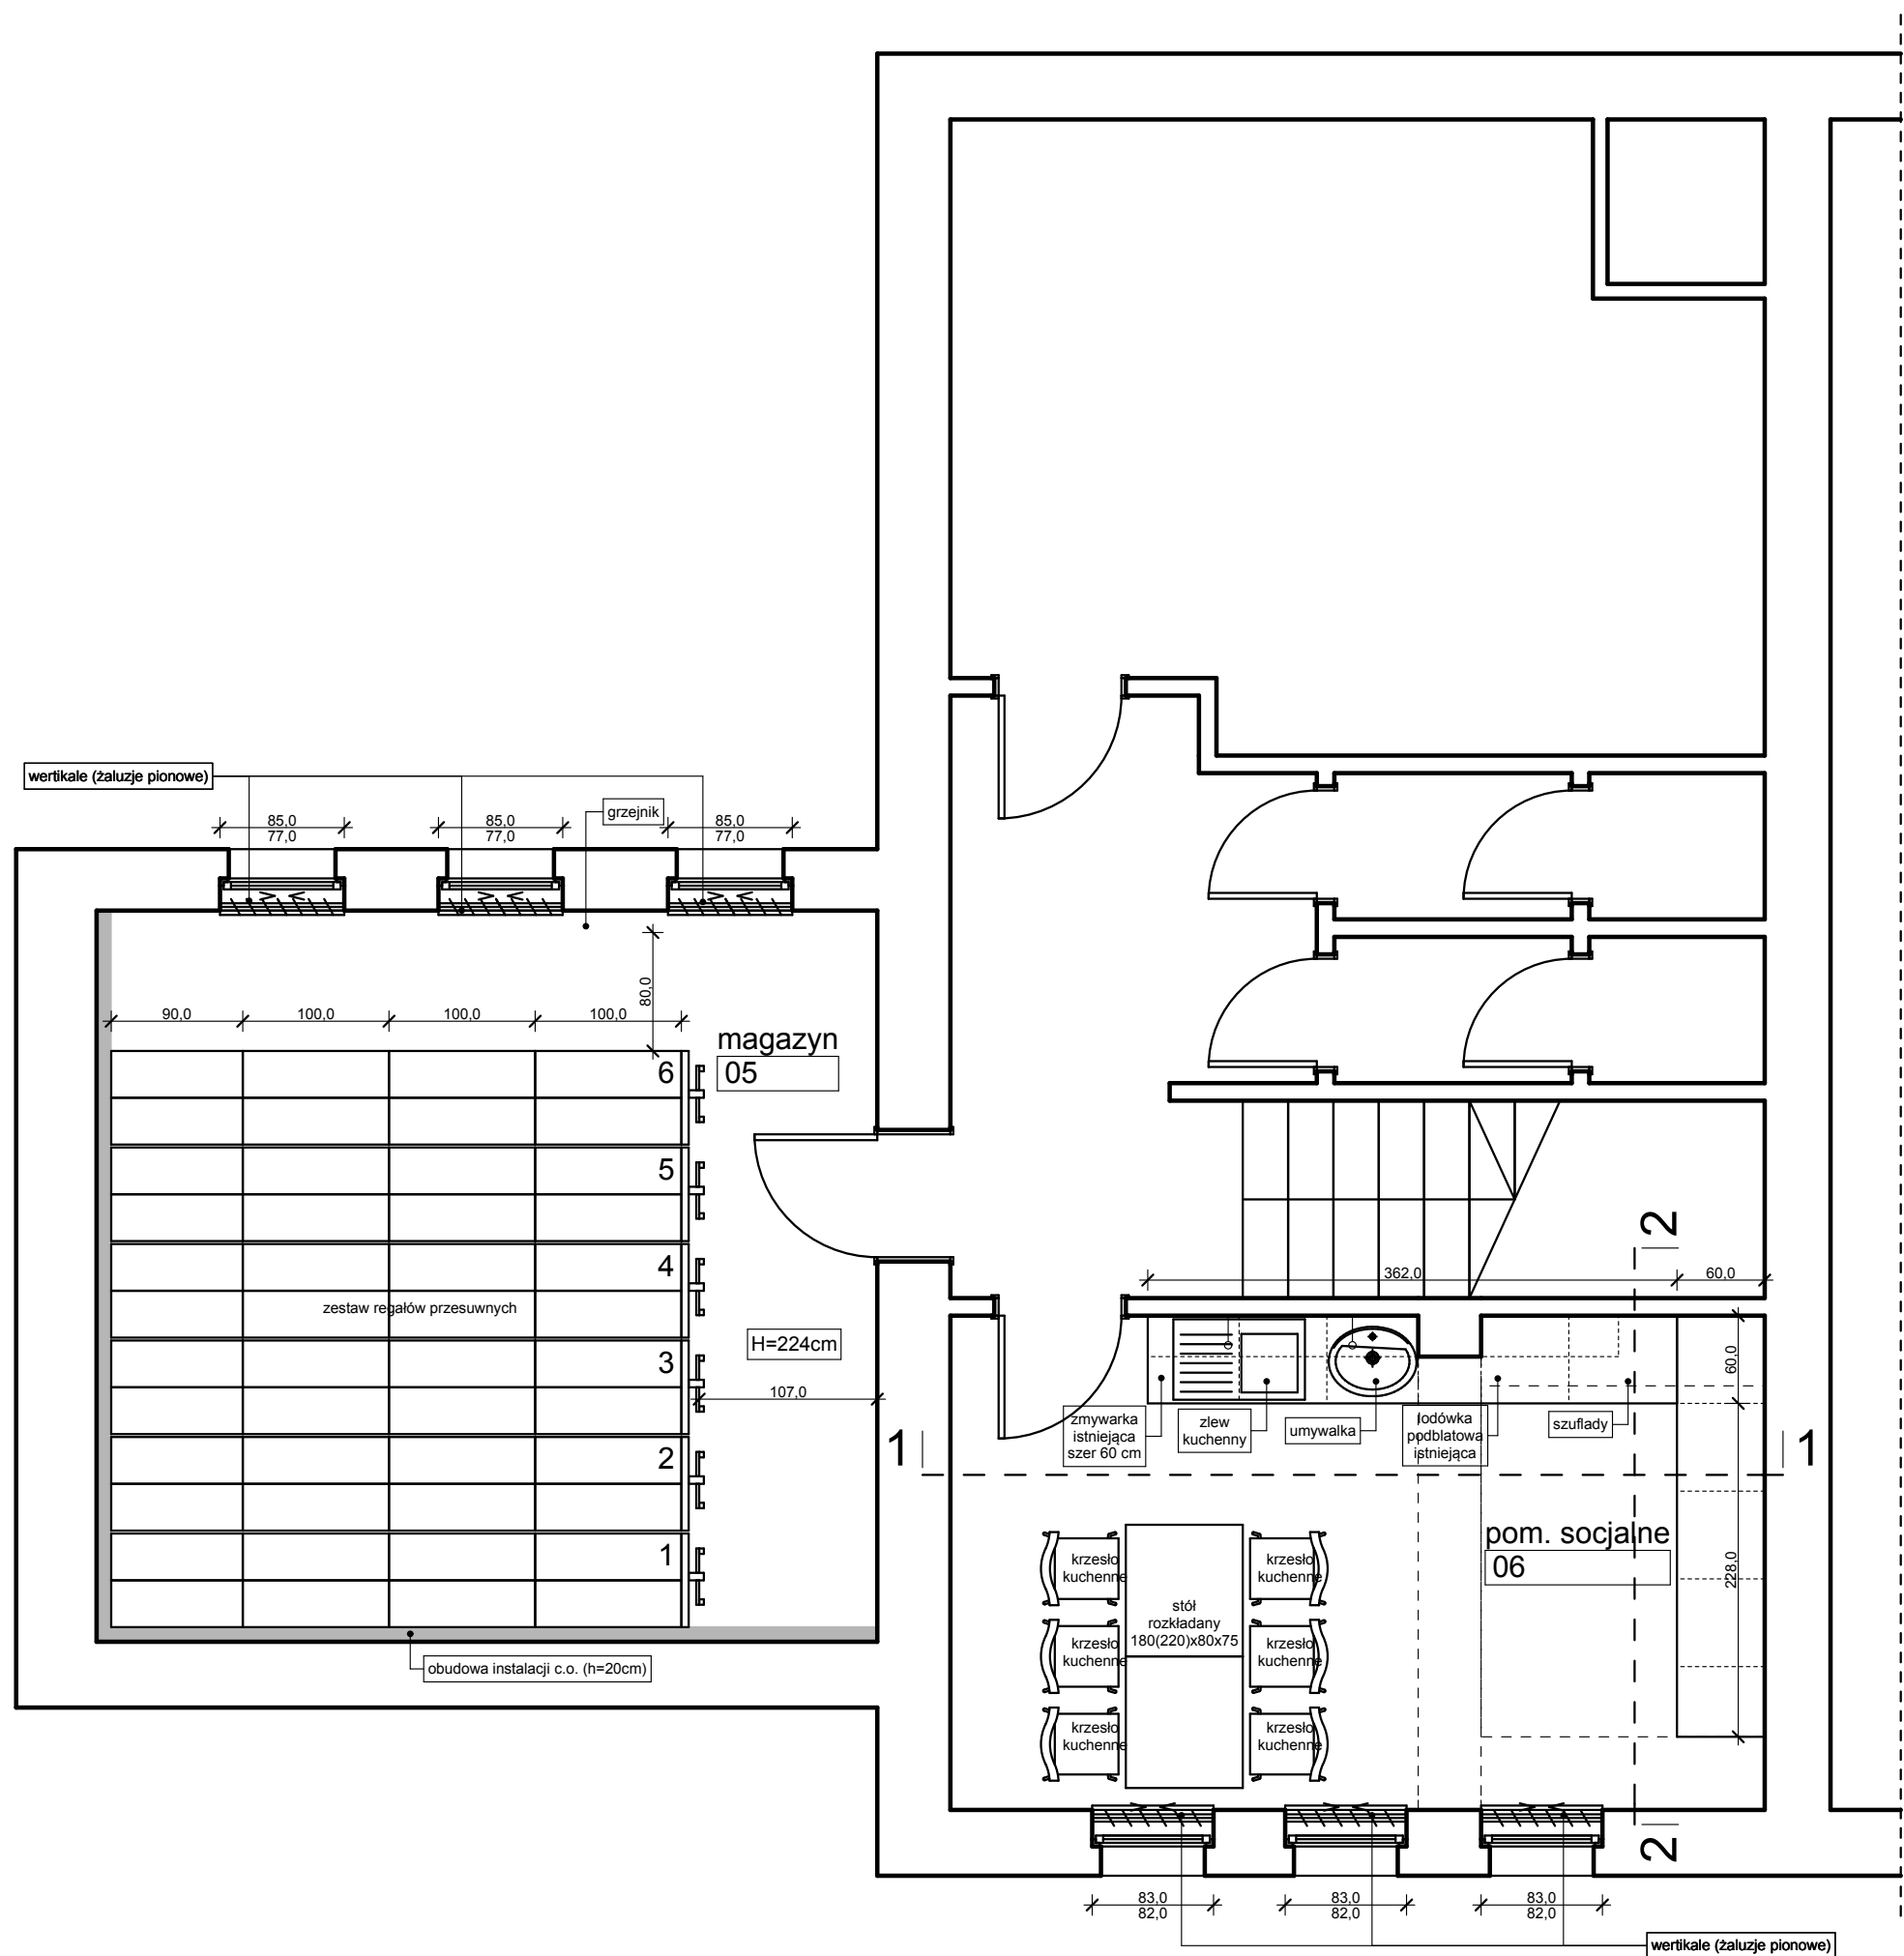 wertikale (żaluzje pionowe)
grzejnik
85,0
77,0
85,0
77,0
85,0
77,0
80,0
90,0
100,0
100,0
100,0
magazyn
05
6
5
4
zestaw regałów przesuwnych
3
2
1
H=224cm
107,0
obudowa instalacji c.o. (h=20cm)
2
362,0
60,0
60,0
zmywarka
istniejąca
szer 60 cm
zlew
kuchenny
umywalka
lodówka
podblatowa
istniejąca
szuflady
1
1
pom. socjalne
06
228,0
krzesło
kuchenne
krzesło
kuchenne
stół
rozkładany
180(220)x80x75
krzesło
kuchenne
krzesło
kuchenne
krzesło
kuchenne
krzesło
kuchenne
2
83,0
82,0
83,0
82,0
83,0
82,0
wertikale (żaluzje pionowe)